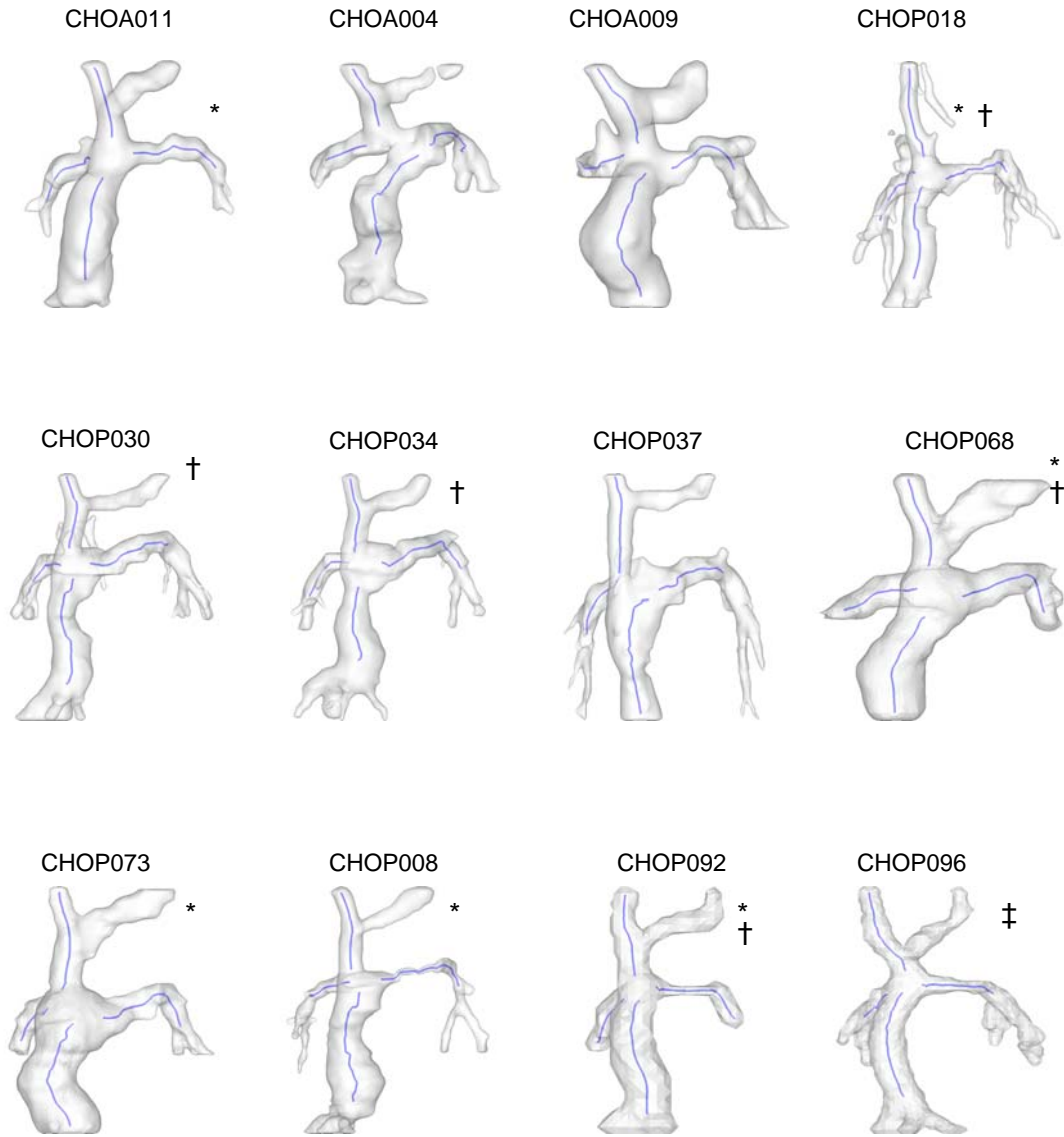 CHOA011 CHOA004 CHOA009 CHOP018
* * †
CHOP030 CHOP034 CHOP037 CHOP068
† † * †
CHOP073 CHOP008 CHOP092 CHOP096
* * * † ‡